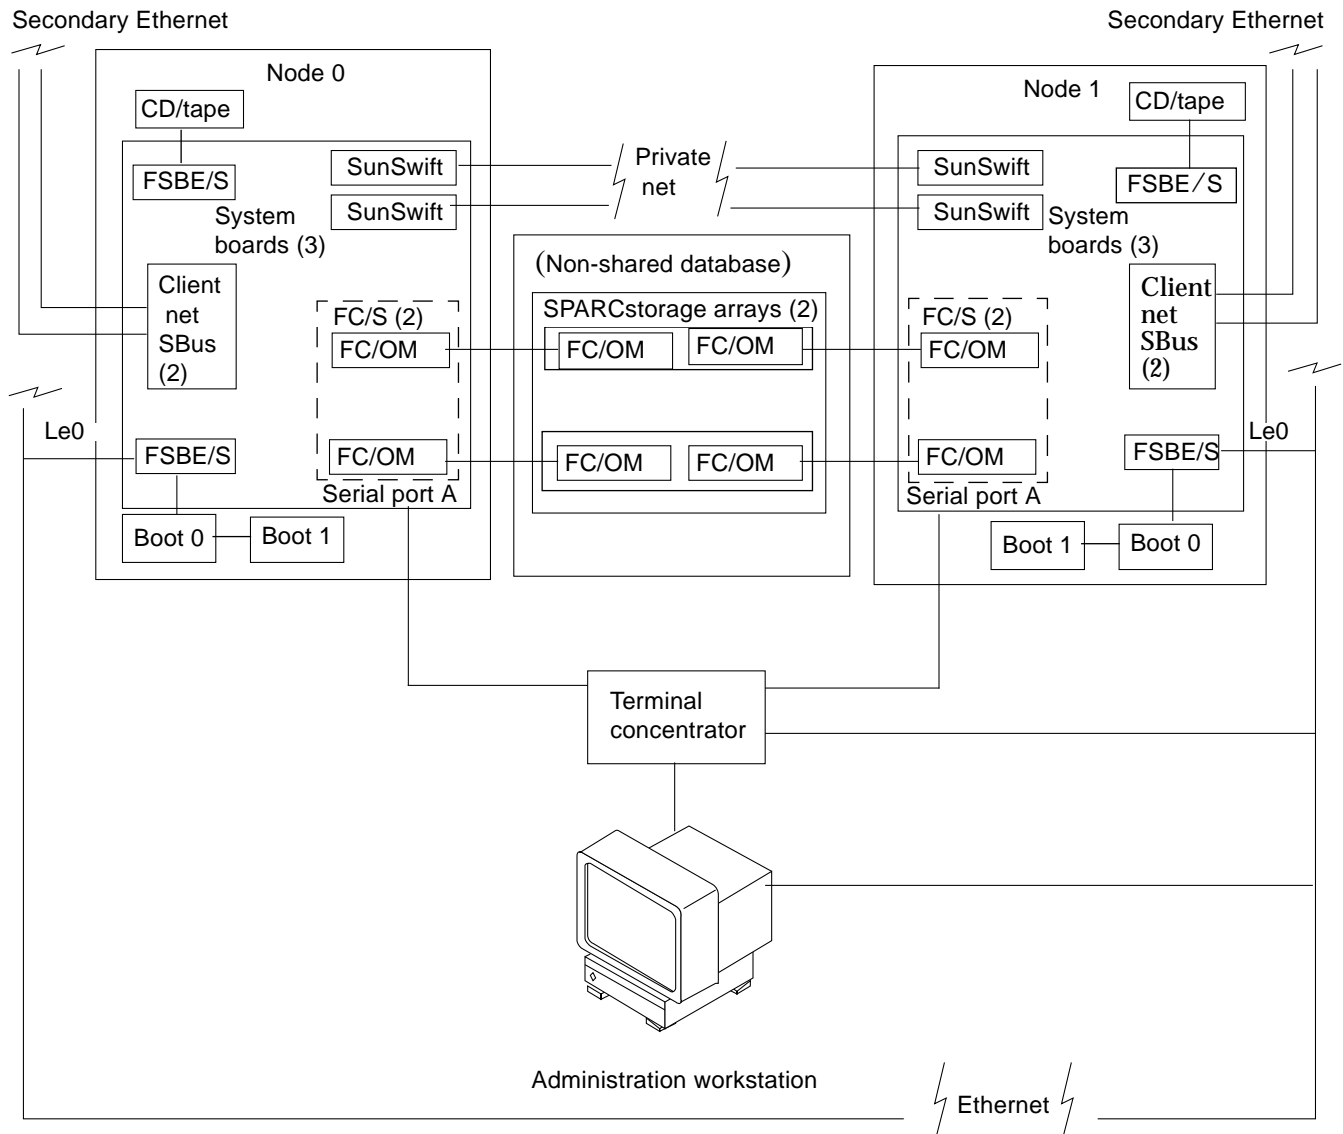 Secondary Ethernet
Secondary Ethernet
Node 0
Node 1
CD/tape
CD/tape
SunSwift
Private
net
SunSwift
FSBE/S
FSBE/S
SunSwift
SunSwift
System
boards (3)
System
boards (3)
(Non-shared database)
Client
net
SBus
(2)
Client
net
SBus
(2)
SPARCstorage arrays (2)
FC/S (2)
FC/S (2)
FC/OM
FC/OM
FC/OM
FC/OM
Le0
Le0
FSBE/S
FC/OM
FC/OM
FC/OM
FC/OM
FSBE/S
Serial port A
Serial port A
Boot 0
Boot 1
Boot 1
Boot 0
Terminal
concentrator
Administration workstation
Ethernet